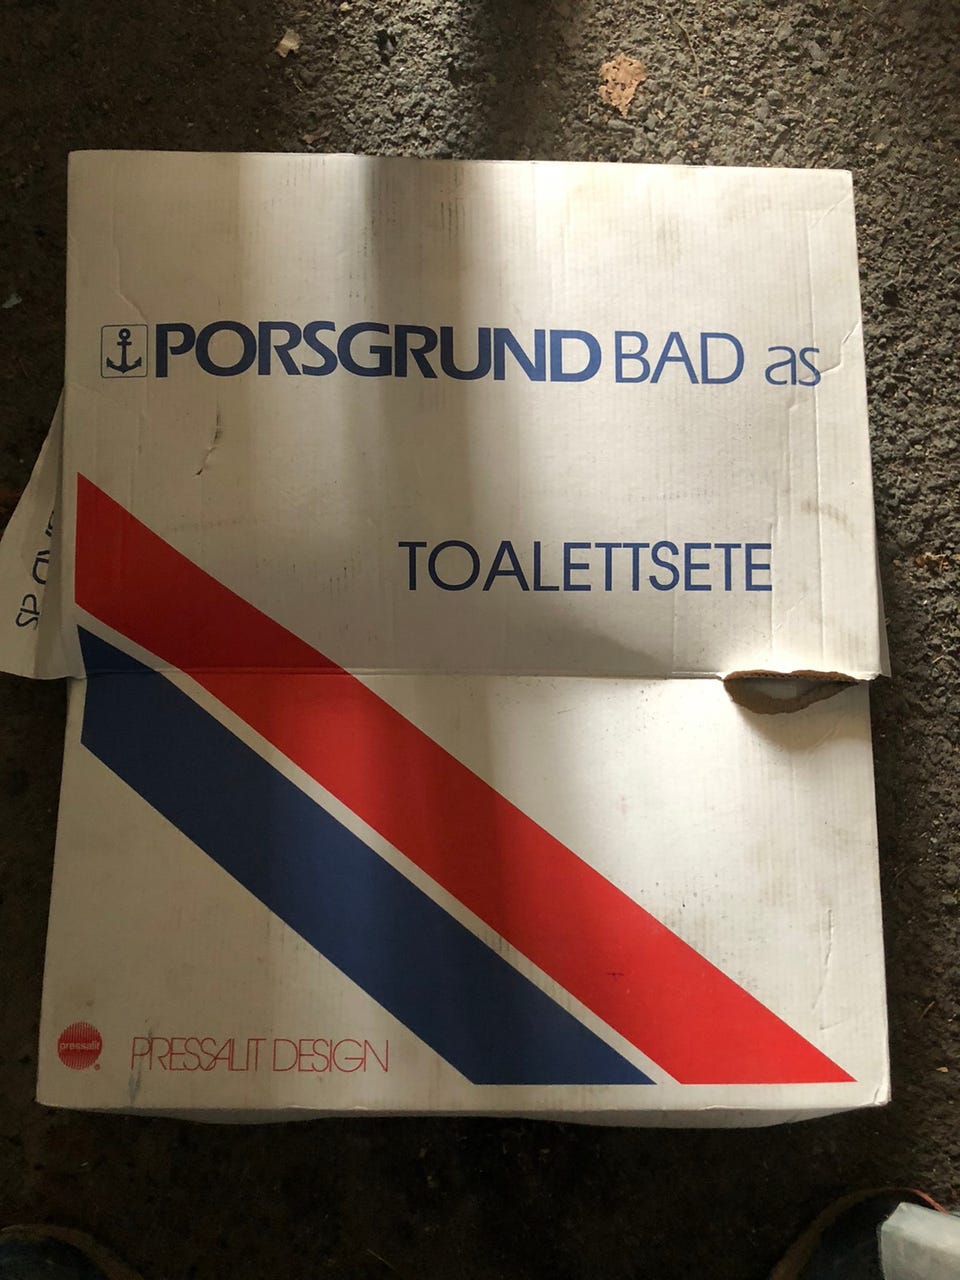 PORSGRUND BAD as
TOALETTSETE
pressalit
PRESSALIT DESIGN